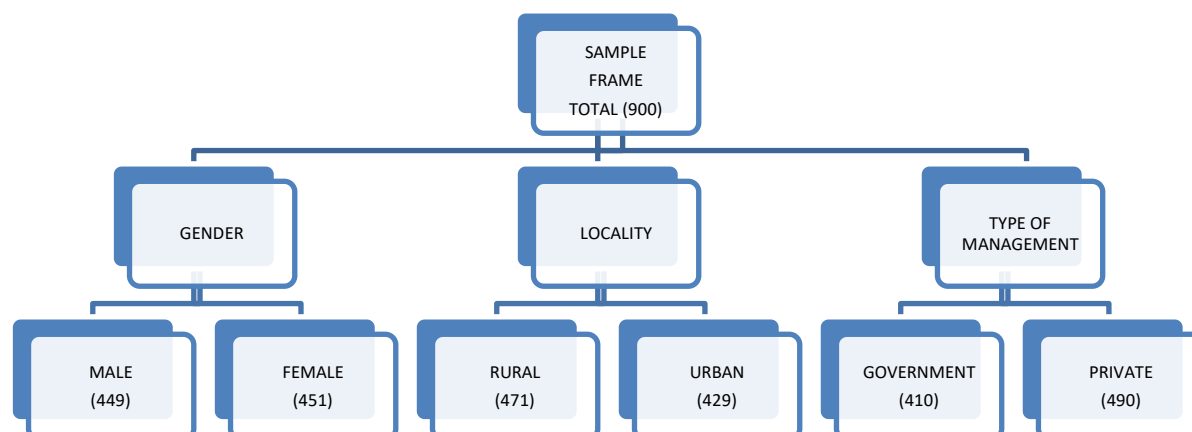 SAMPLE
FRAME
TOTAL (900)
GENDER
LOCALITY
TYPE OF
MANAGEMENT
MALE
(449)
FEMALE
(451)
RURAL
(471)
URBAN
(429)
GOVERNMENT
(410)
PRIVATE
(490)